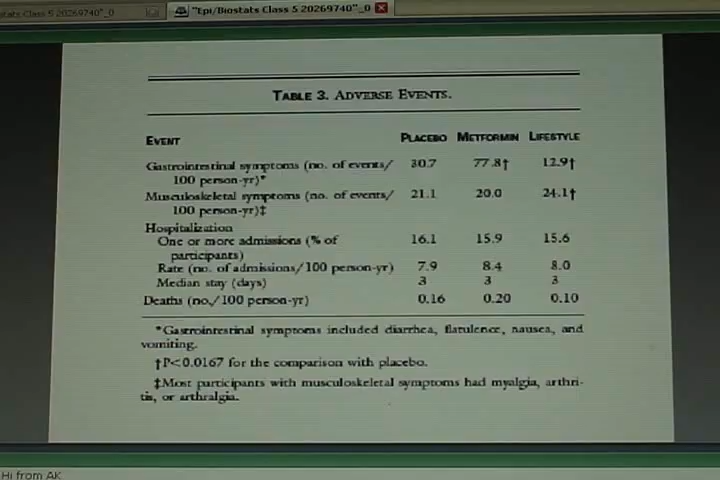 stats Class 5 20269740"_0
"Epi/Biostats Class 5 20269740"_0
TABLE 3. ADVERSE EVENTS.
EVENT PLACEBO METFORMIN LIFESTYLE
Gastrointestinal symptoms (no. of events/ 30.7 77.8† 12.9†
100 person-yr)*
Musculoskeletal symptoms (no. of events/ 21.1 20.0 24.1†
100 person-yr)‡
Hospitalization
One or more admissions (% of 16.1 15.9 15.6
participants)
Rate (no. of admissions/100 person-yr) 7.9 8.4 8.0
Median stay (days) 3 3 3
Deaths (no./100 person-yr) 0.16 0.20 0.10
*Gastrointestinal symptoms included diarrhea, flatulence, nausea, and
vomiting.
†P<0.0167 for the comparison with placebo.
‡Most participants with musculoskeletal symptoms had myalgia, arthri-
tis, or arthralgia.
Hi from AK